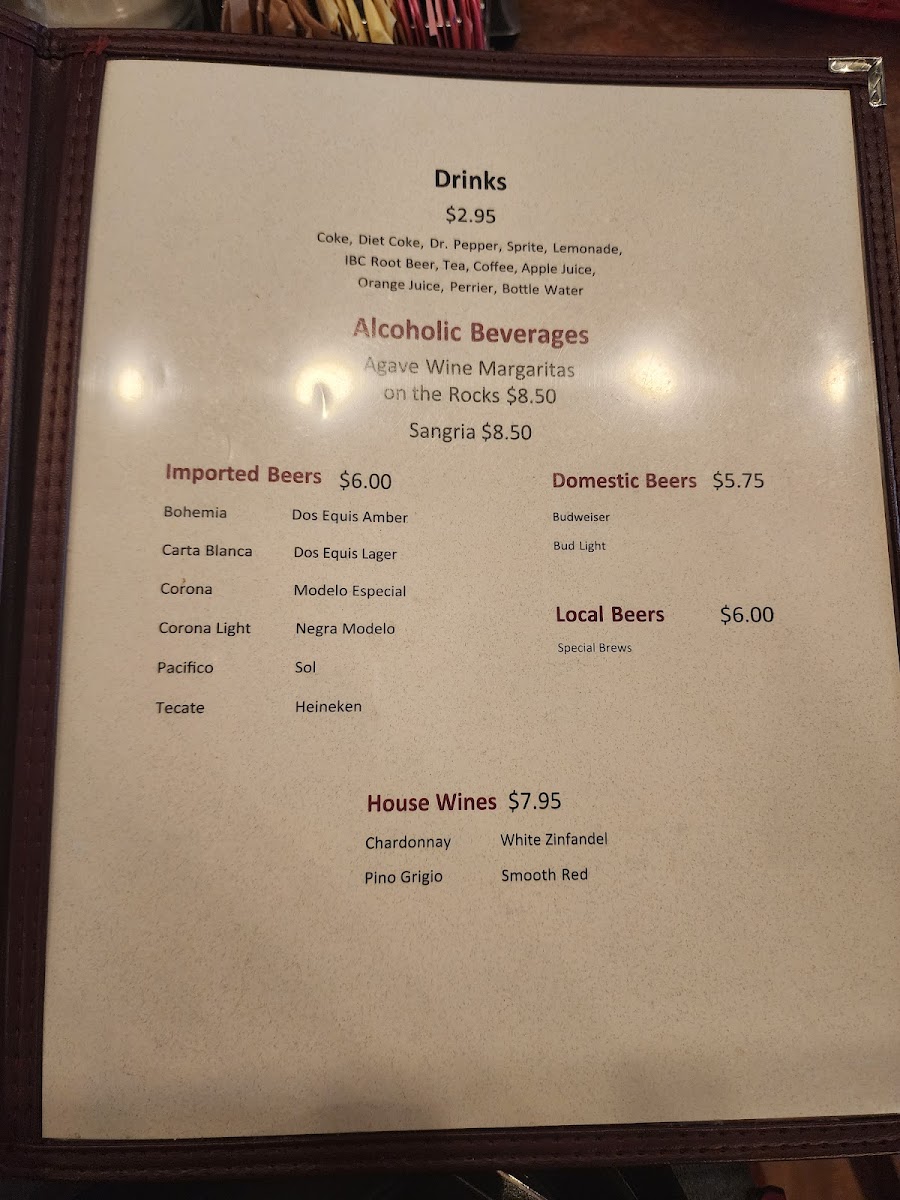 Drinks
$2.95
Coke, Diet Coke, Dr. Pepper, Sprite, Lemonade,
IBC Root Beer, Tea, Coffee, Apple Juice,
Orange Juice, Perrier, Bottle Water
Alcoholic Beverages
Agave Wine Margaritas
on the Rocks $8.50
Sangria $8.50
Imported Beers $6.00
Bohemia Dos Equis Amber
Carta Blanca Dos Equis Lager
Corona Modelo Especial
Corona Light Negra Modelo
Pacifico Sol
Tecate Heineken
Domestic Beers $5.75
Budweiser
Bud Light
Local Beers $6.00
Special Brews
House Wines $7.95
Chardonnay White Zinfandel
Pino Grigio Smooth Red